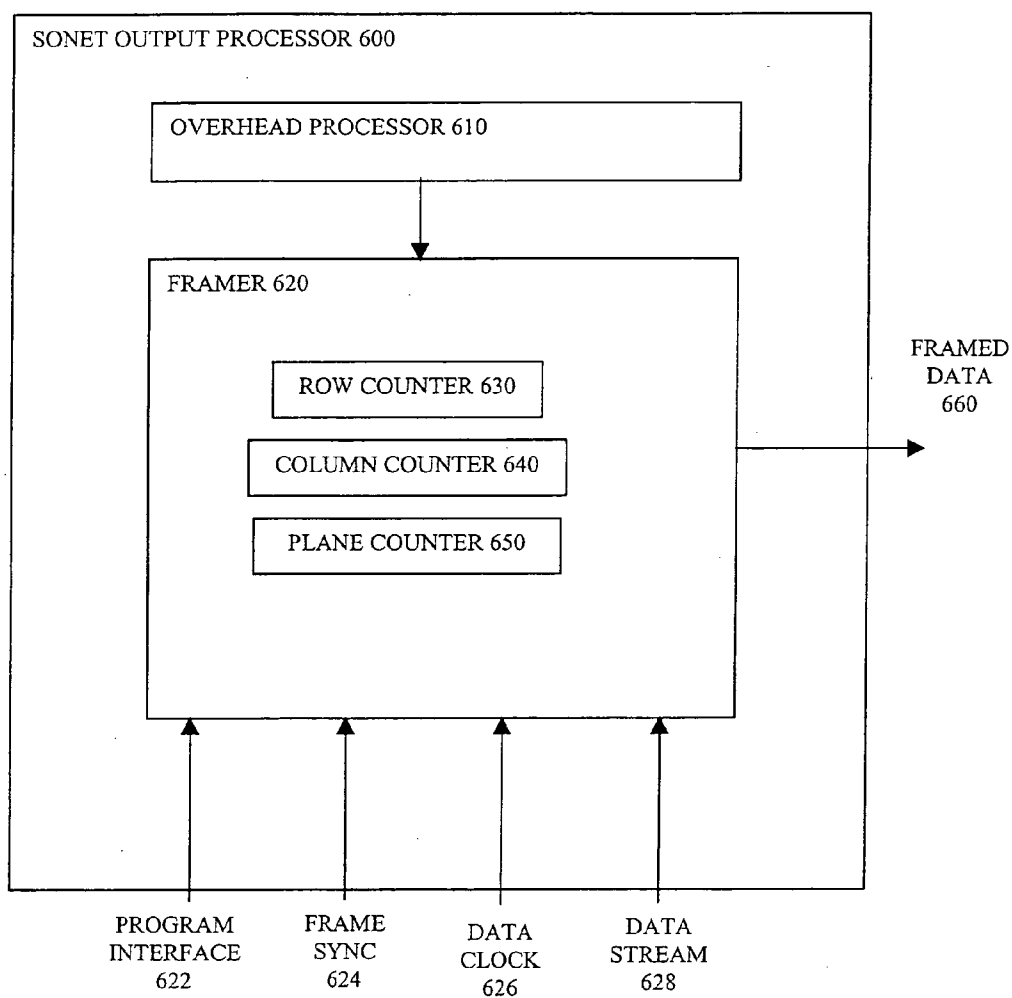 SONET OUTPUT PROCESSOR 600
OVERHEAD PROCESSOR 610
FRAMER 620
ROW COUNTER 630
COLUMN COUNTER 640
PLANE COUNTER 650
FRAMED
DATA
660
PROGRAM
INTERFACE
622
FRAME
SYNC
624
DATA
CLOCK
626
DATA
STREAM
628